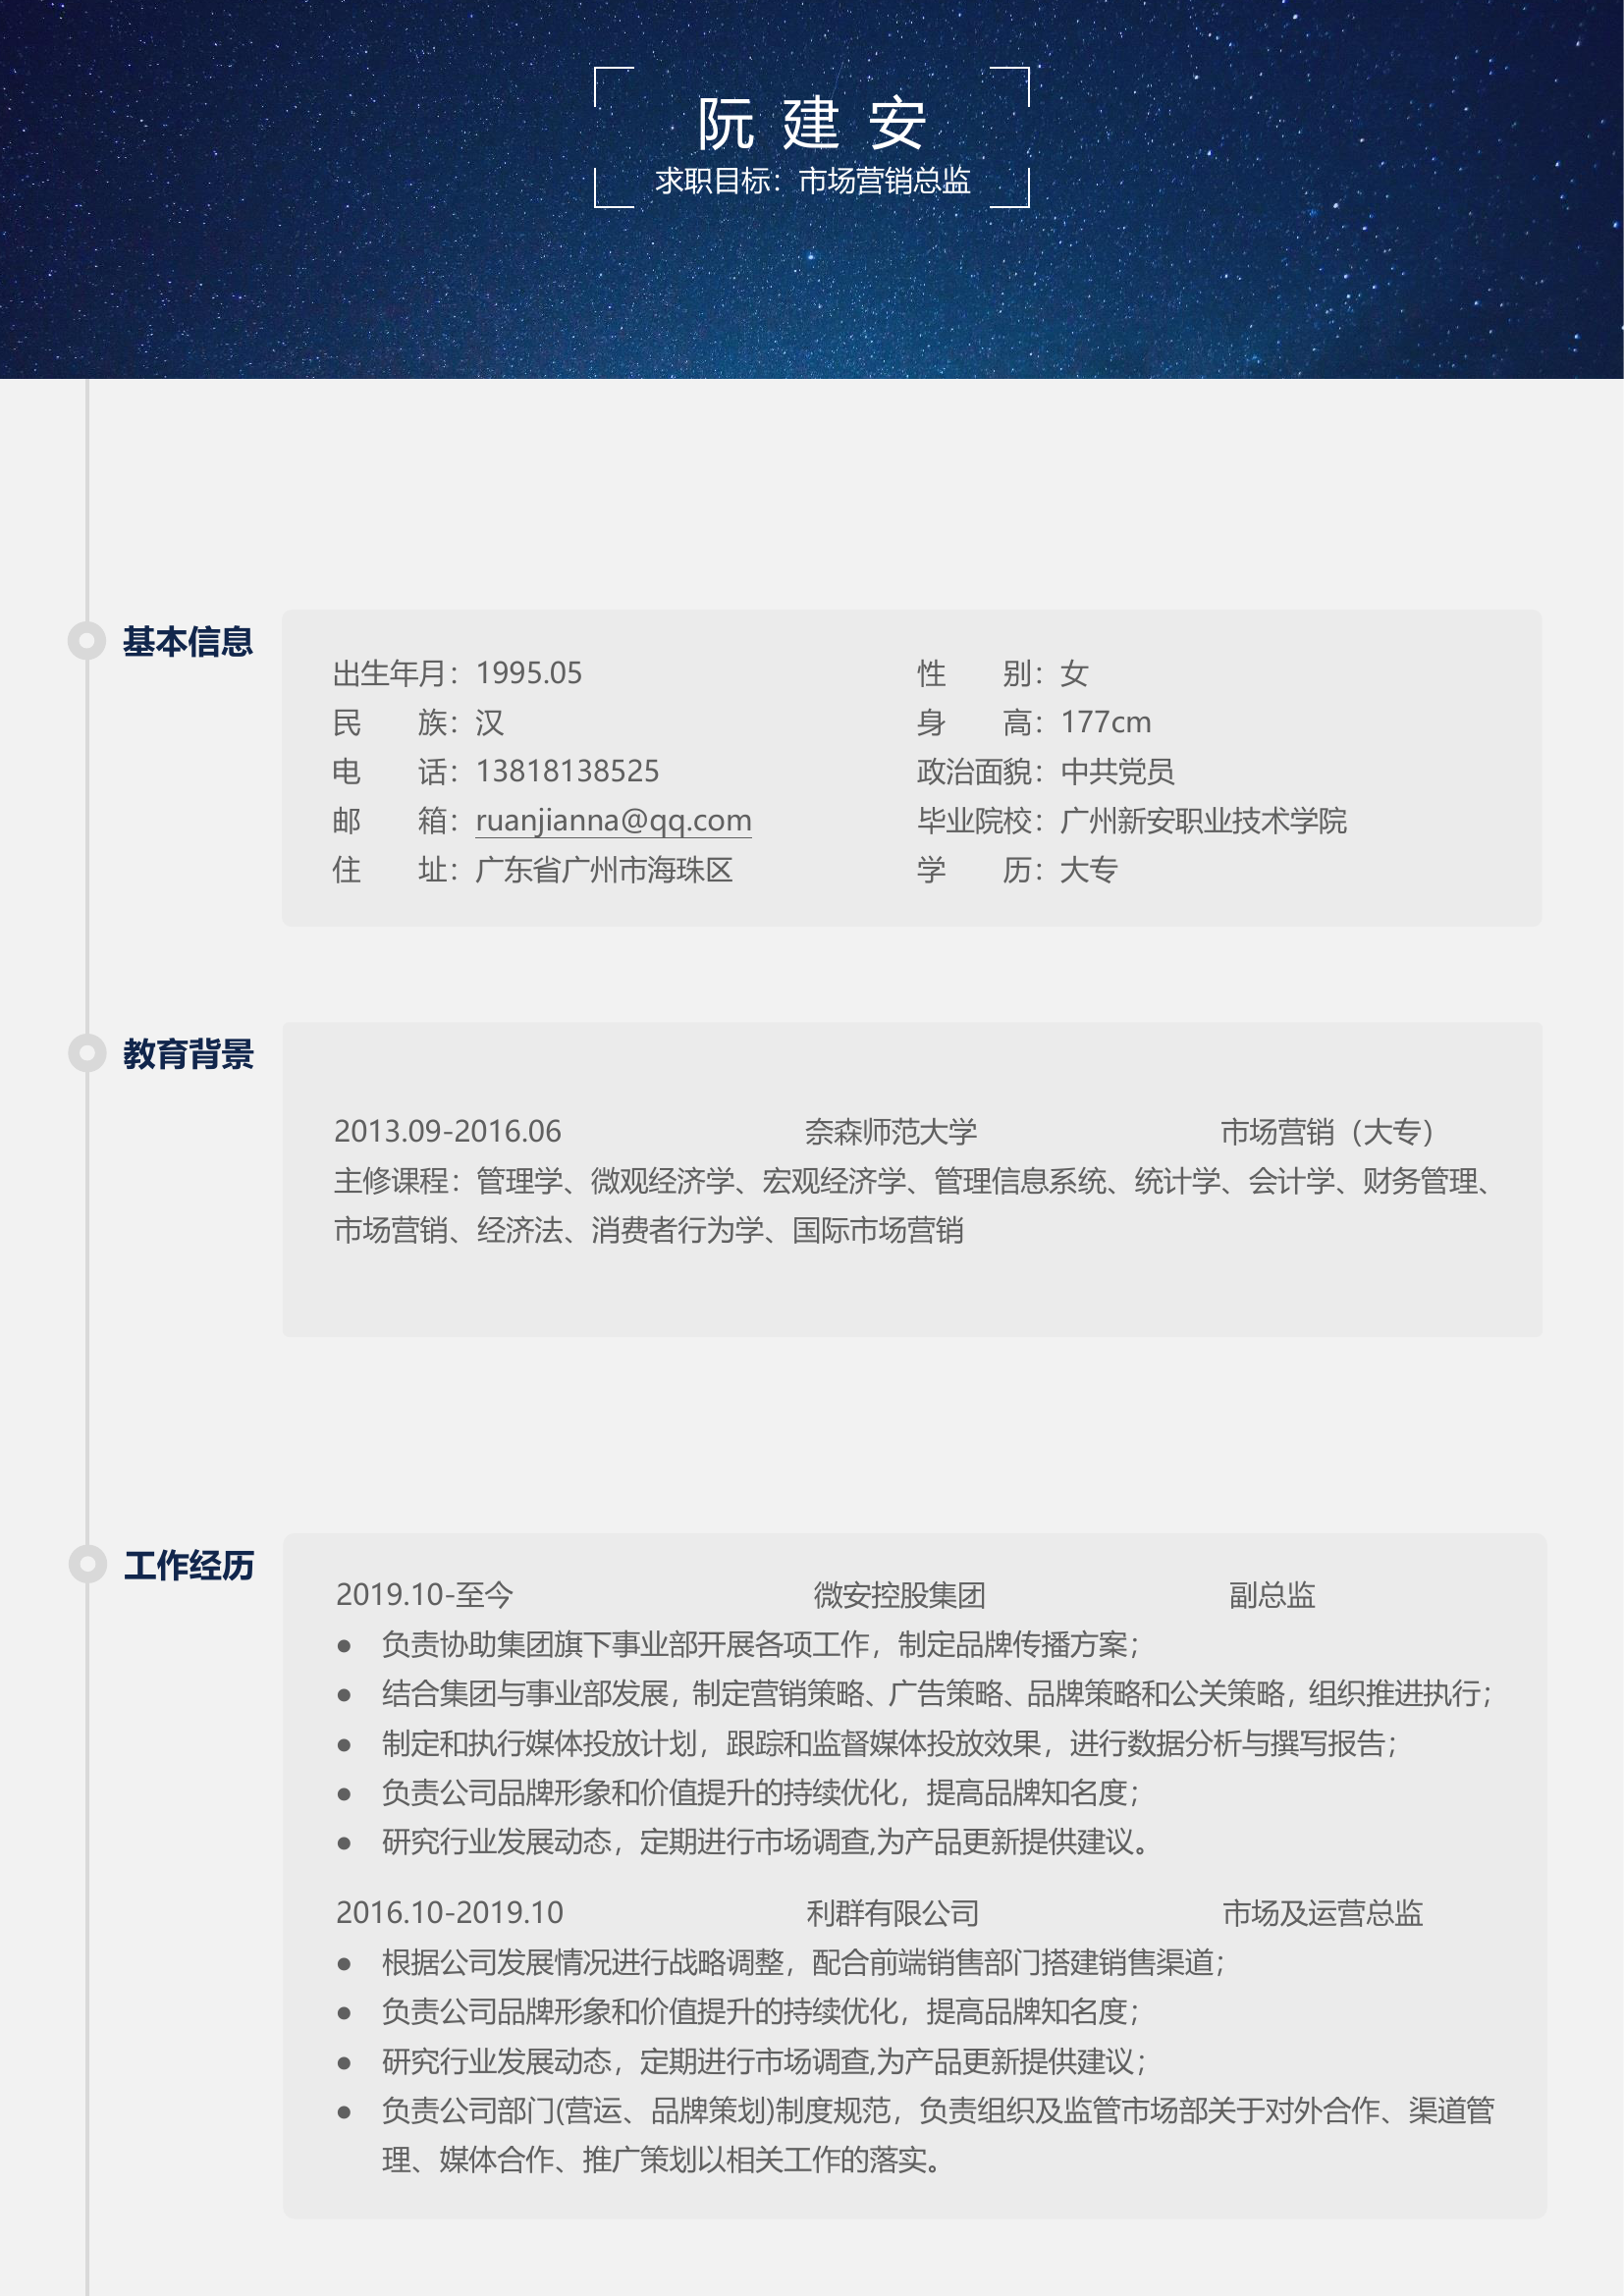 阮建安
求职目标：市场营销总监
基本信息
出生年月：1995.05 性 别：女
民 族：汉 身 高：177cm
电 话：13818138525 政治面貌：中共党员
邮 箱：ruanjianna@qq.com 毕业院校：广州新安职业技术学院
住 址：广东省广州市海珠区 学 历：大专
教育背景
2013.09-2016.06 奈森师范大学 市场营销（大专）
主修课程：管理学、微观经济学、宏观经济学、管理信息系统、统计学、会计学、财务管理、
市场营销、经济法、消费者行为学、国际市场营销
工作经历
2019.10-至今 微安控股集团 副总监
● 负责协助集团旗下事业部开展各项工作，制定品牌传播方案；
● 结合集团与事业部发展，制定营销策略、广告策略、品牌策略和公关策略，组织推进执行；
● 制定和执行媒体投放计划，跟踪和监督媒体投放效果，进行数据分析与撰写报告；
● 负责公司品牌形象和价值提升的持续优化，提高品牌知名度；
● 研究行业发展动态，定期进行市场调查,为产品更新提供建议。
2016.10-2019.10 利群有限公司 市场及运营总监
● 根据公司发展情况进行战略调整，配合前端销售部门搭建销售渠道；
● 负责公司品牌形象和价值提升的持续优化，提高品牌知名度；
● 研究行业发展动态，定期进行市场调查,为产品更新提供建议；
● 负责公司部门(营运、品牌策划)制度规范，负责组织及监管市场部关于对外合作、渠道管
理、媒体合作、推广策划以相关工作的落实。